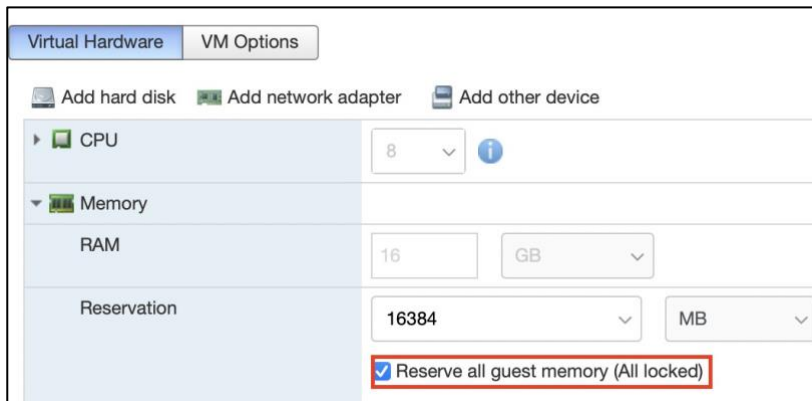 Virtual Hardware VM Options
Add hard disk Add network adapter Add other device
CPU 8
Memory
RAM 16 GB
Reservation 16384 MB
Reserve all guest memory (All locked)